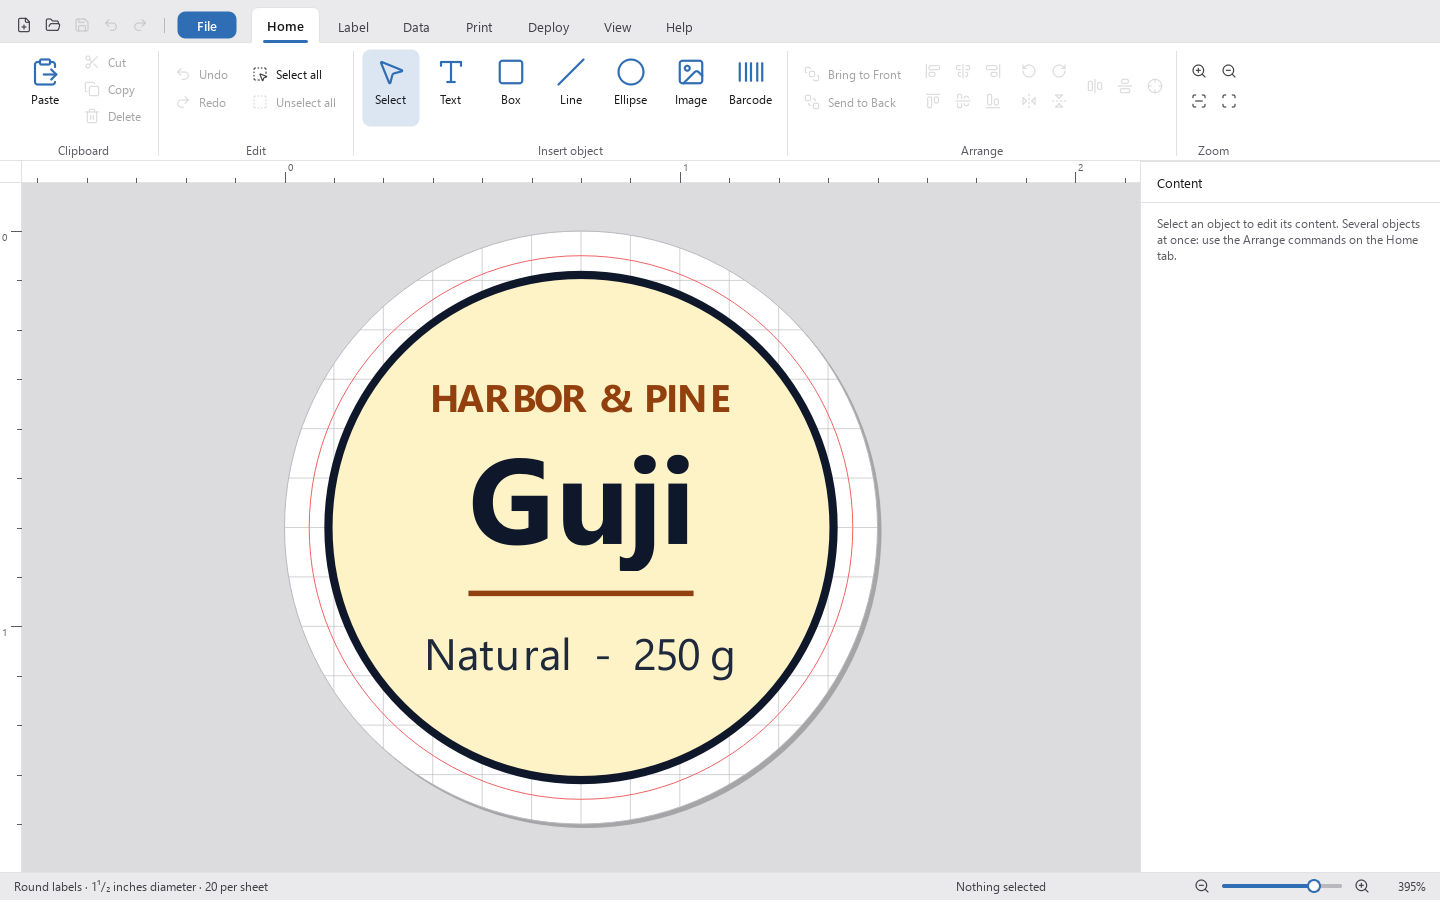 File
Home
Label
Data
Print
Deploy
View
Help
Paste
Cut
Copy
Delete
Clipboard
Undo
Redo
Select all
Unselect all
Edit
Select
Text
Box
Line
Ellipse
Image
Barcode
Insert object
Bring to Front
Send to Back
Arrange
Zoom
0
1
2
0
1
HARBOR & PINE
Guji
Natural - 250 g
Content
Select an object to edit its content. Several objects
at once: use the Arrange commands on the Home
tab.
Round labels · 1¹/₂ inches diameter · 20 per sheet
Nothing selected
395%